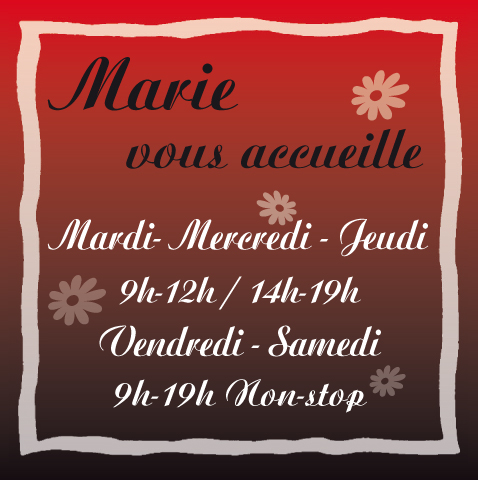 Marie
vous accueille
Mardi- Mercredi - Jeudi
9h-12h / 14h-19h
Vendredi - Samedi
9h-19h Non-stop